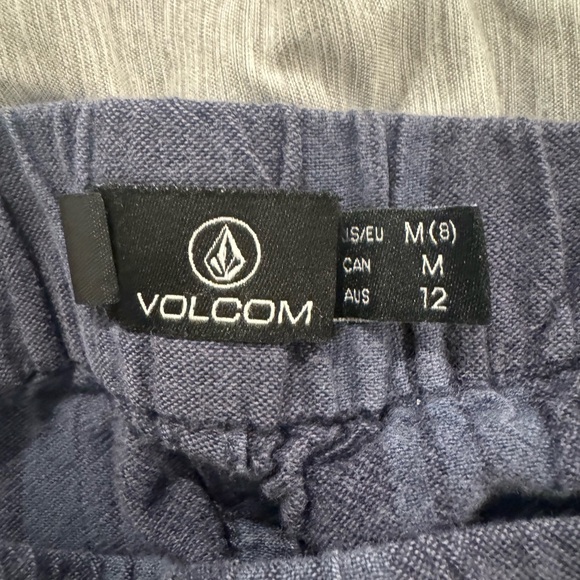 VOLCOM
US/EU M(8)
CAN M
AUS 12